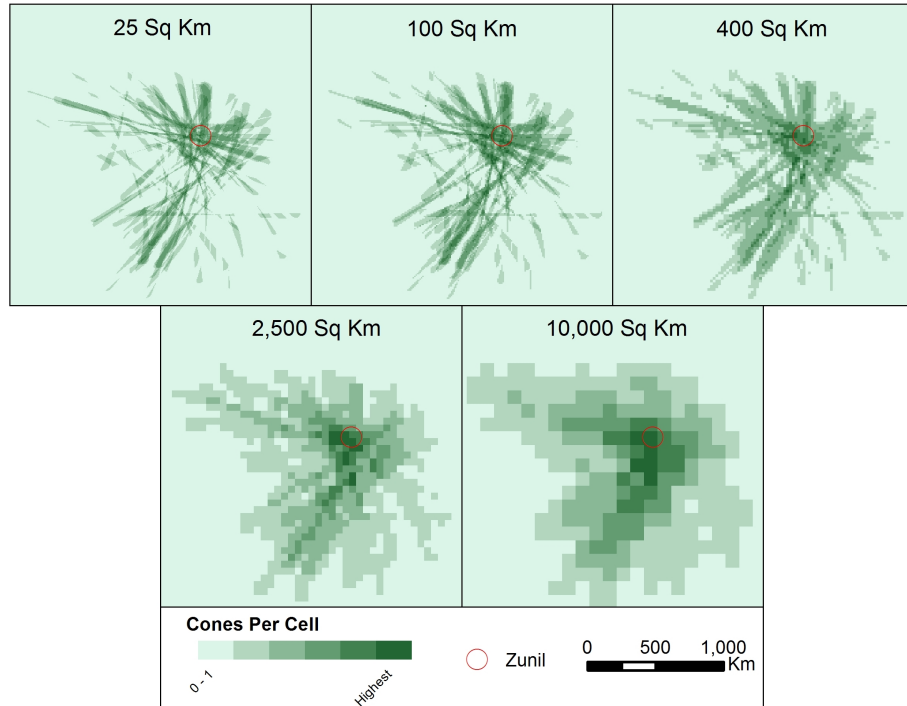 25 Sq Km
100 Sq Km
400 Sq Km
2,500 Sq Km
10,000 Sq Km
Cones Per Cell
0 - 1
Highest
Zunil
0 500 1,000
Km